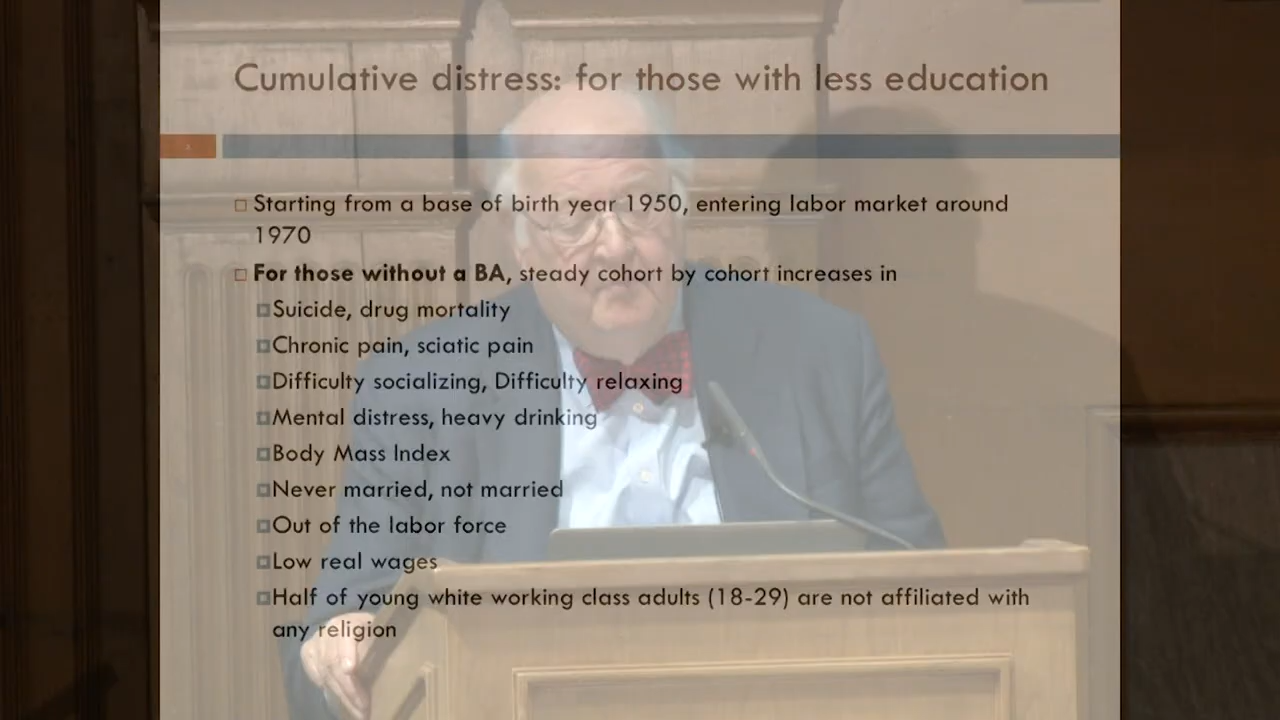 Cumulative distress: for those with less education
Starting from a base of birth year 1950, entering labor market around
1970
For those without a BA, steady cohort by cohort increases in
Suicide, drug mortality
Chronic pain, sciatic pain
Difficulty socializing, Difficulty relaxing
Mental distress, heavy drinking
Body Mass Index
Never married, not married
Out of the labor force
Low real wages
Half of young white working class adults (18-29) are not affiliated with
any religion